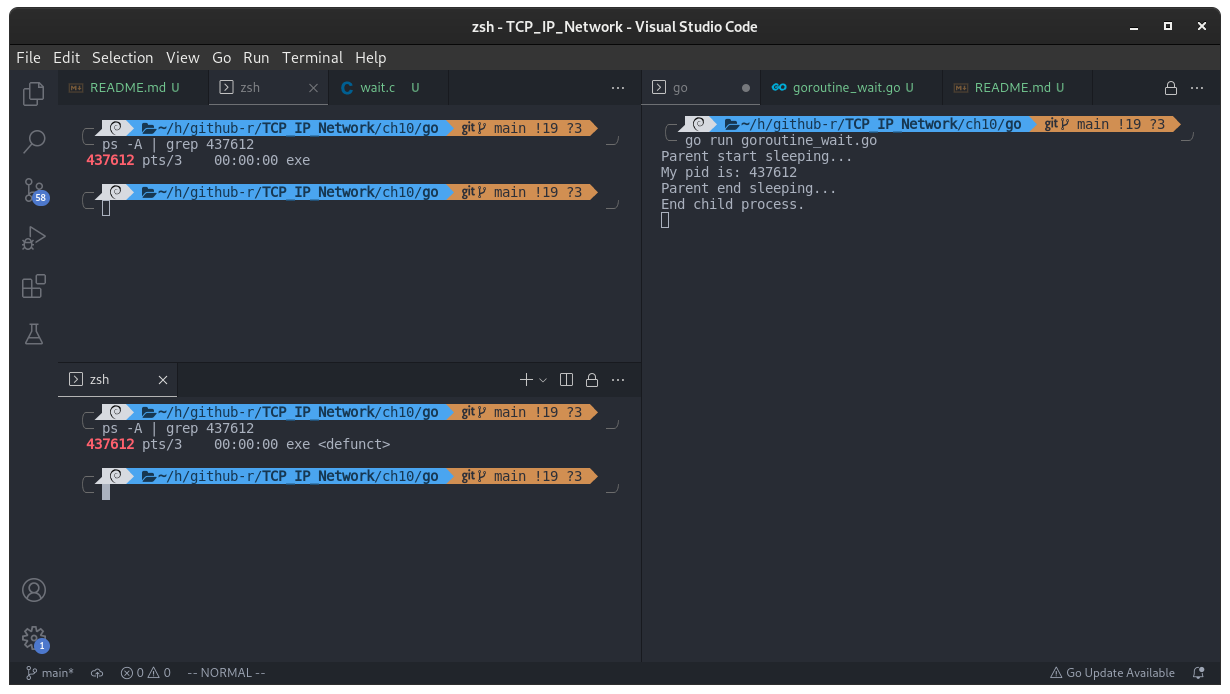 zsh - TCP_IP_Network - Visual Studio Code
File Edit Selection View Go Run Terminal Help
README.md U zsh wait.c U
go goroutine_wait.go U README.md U
~/h/github-r/TCP_IP_Network/ch10/go git main !19 ?3
ps -A | grep 437612
437612 pts/3 00:00:00 exe
~/h/github-r/TCP_IP_Network/ch10/go git main !19 ?3
zsh
~/h/github-r/TCP_IP_Network/ch10/go git main !19 ?3
ps -A | grep 437612
437612 pts/3 00:00:00 exe <defunct>
~/h/github-r/TCP_IP_Network/ch10/go git main !19 ?3
~/h/github-r/TCP_IP_Network/ch10/go git main !19 ?3
go run goroutine_wait.go
Parent start sleeping...
My pid is: 437612
Parent end sleeping...
End child process.
58
1
main* 0 0 -- NORMAL -- Go Update Available